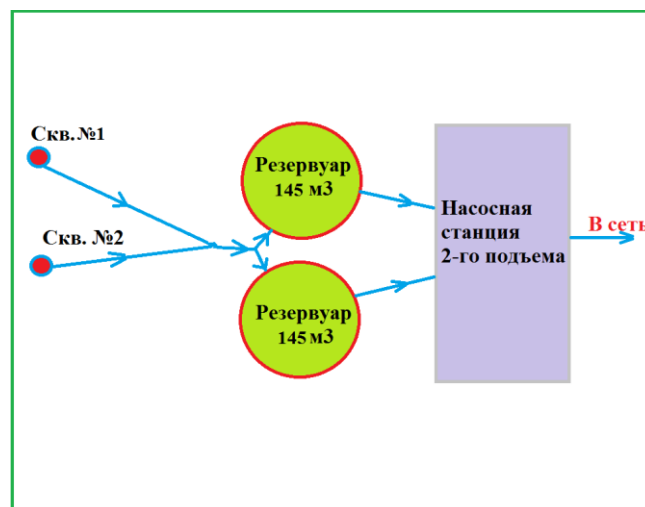 Скв. №1
Скв. №2
Резервуар
145 м3
Резервуар
145 м3
Насосная
станция
2-го подъема
В сеть